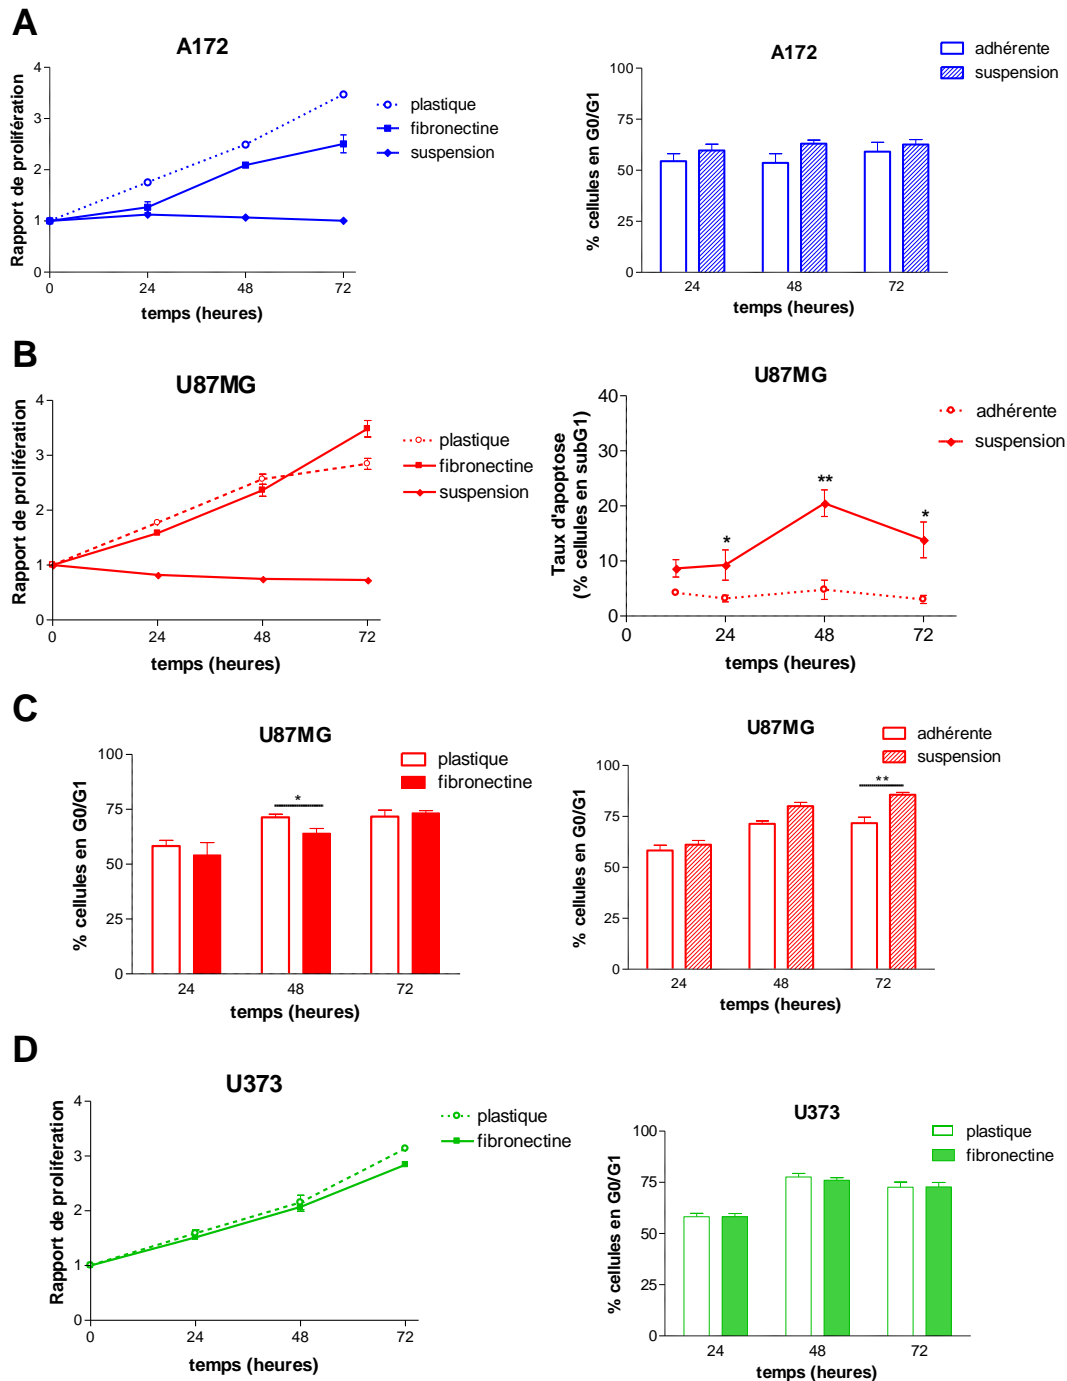 A
A172
Rapport de prolifération
4
3
2
1
0
0 24 48 72
temps (heures)
plastique
fibronectine
suspension
A172
% cellules en G0/G1
100
75
50
25
0
24 48 72
temps (heures)
adhérente
suspension
B
U87MG
Rapport de prolifération
4
3
2
1
0
0 24 48 72
temps (heures)
plastique
fibronectine
suspension
U87MG
Taux d'apoptose
(% cellules en subG1)
40
30
20
10
0
0 24 48 72
temps (heures)
* ** *
adhérente
suspension
C
U87MG
% cellules en G0/G1
100
75
50
25
0
24 48 72
temps (heures)
*
plastique
fibronectine
U87MG
% cellules en G0/G1
100
75
50
25
0
24 48 72
temps (heures)
**
adhérente
suspension
D
U373
Rapport de proliferation
4
3
2
1
0
0 24 48 72
temps (heures)
plastique
fibronectine
U373
% cellules en G0/G1
100
75
50
25
0
24 48 72
temps (heures)
plastique
fibronectine